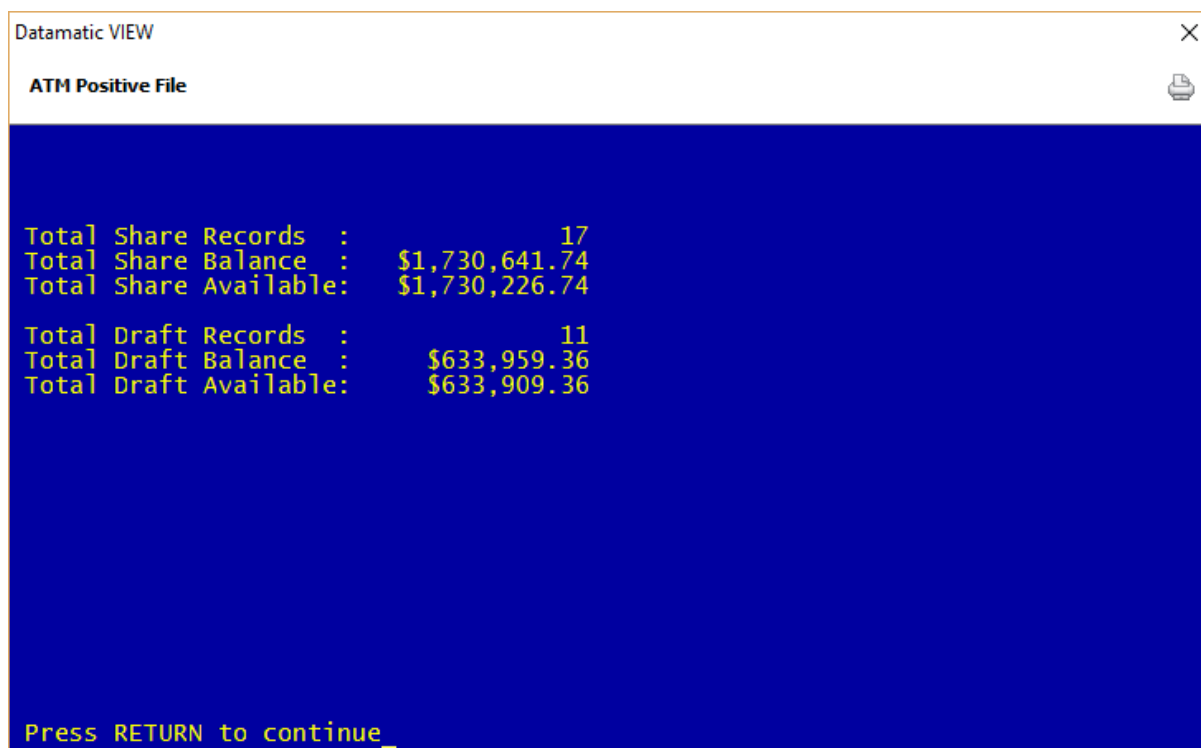 Datamatic VIEW
ATM Positive File
Total Share Records  :              17
Total Share Balance  :   $1,730,641.74
Total Share Available:   $1,730,226.74
Total Draft Records  :              11
Total Draft Balance  :     $633,959.36
Total Draft Available:     $633,909.36
Press RETURN to continue_